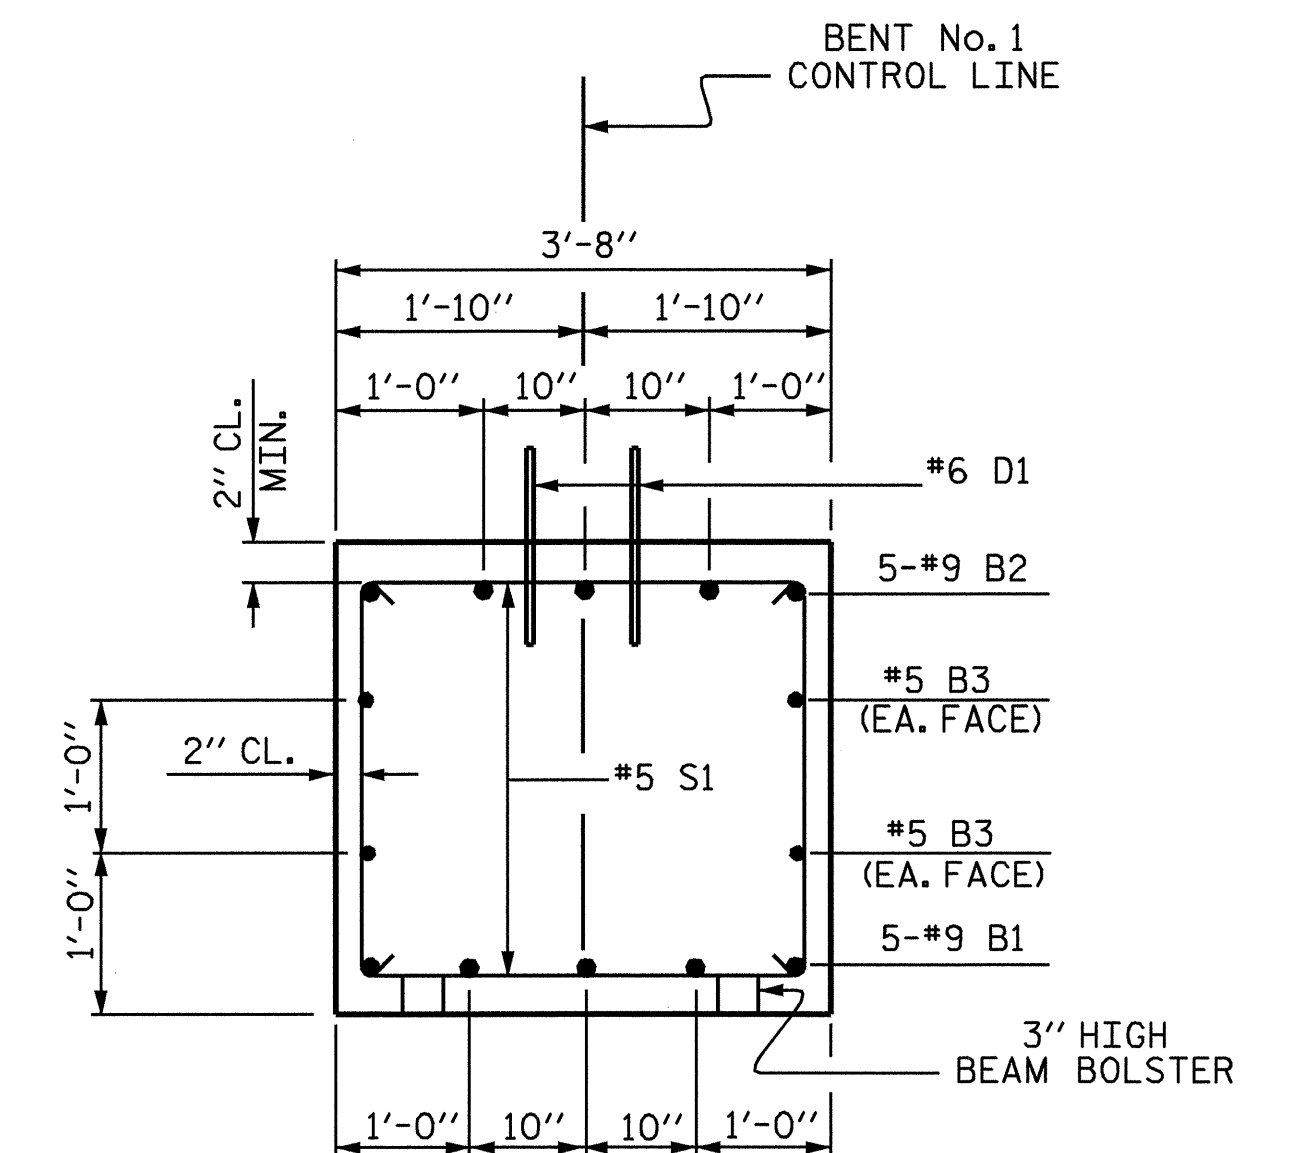 BENT No. 1
CONTROL LINE
3'-8"
1'-10" 1'-10"
1'-0" 10" 10" 1'-0"
2" CL.
MIN.
#6 D1
5-#9 B2
#5 B3
(EA. FACE)
1'-0"
2" CL.
#5 S1
#5 B3
(EA. FACE)
1'-0"
5-#9 B1
3" HIGH
BEAM BOLSTER
1'-0" 10" 10" 1'-0"